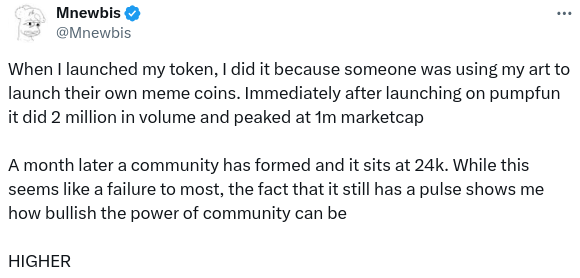 Mnewbis
@Mnewbis
When I launched my token, I did it because someone was using my art to
launch their own meme coins. Immediately after launching on pumpfun
it did 2 million in volume and peaked at 1m marketcap
A month later a community has formed and it sits at 24k. While this
seems like a failure to most, the fact that it still has a pulse shows me
how bullish the power of community can be
HIGHER